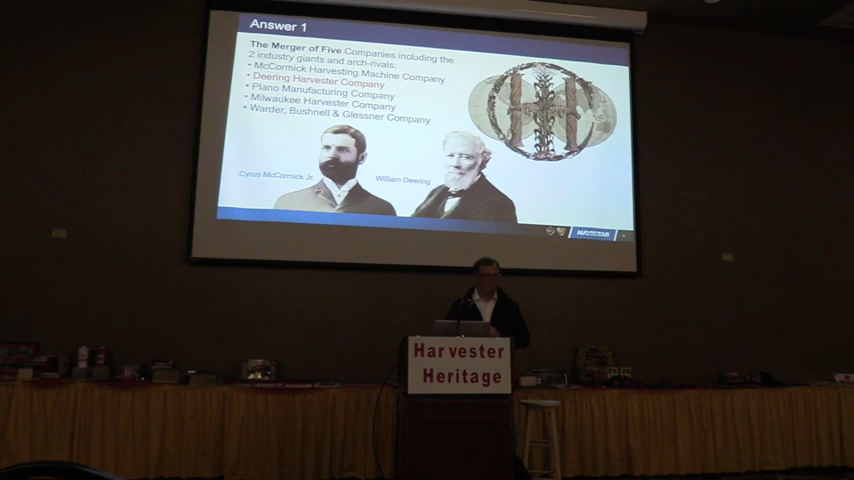 Answer 1
The Merger of Five Companies including the
2 industry giants and arch-rivals:
• McCormick Harvesting Machine Company
• Deering Harvester Company
• Plano Manufacturing Company
• Milwaukee Harvester Company
• Warder, Bushnell & Glessner Company
Cyrus McCormick Jr.
William Deering
NAVISTAR
Harvester
Heritage